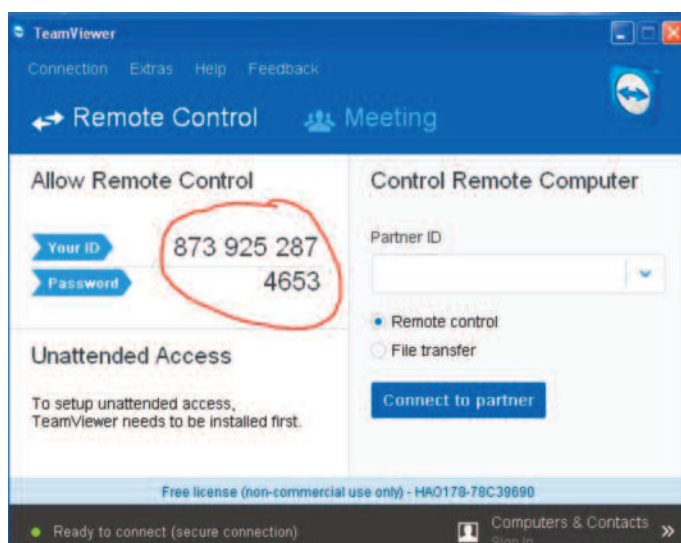 TeamViewer
Connection Extras Help Feedback
Remote Control Meeting
Allow Remote Control
Your ID 873 925 287
Password 4653
Unattended Access
To setup unattended access,
TeamViewer needs to be installed first.
Control Remote Computer
Partner ID
Remote control
File transfer
Connect to partner
Free license (non-commercial use only) - HAO178-78C39690
Ready to connect (secure connection)
Computers & Contacts
Sign In